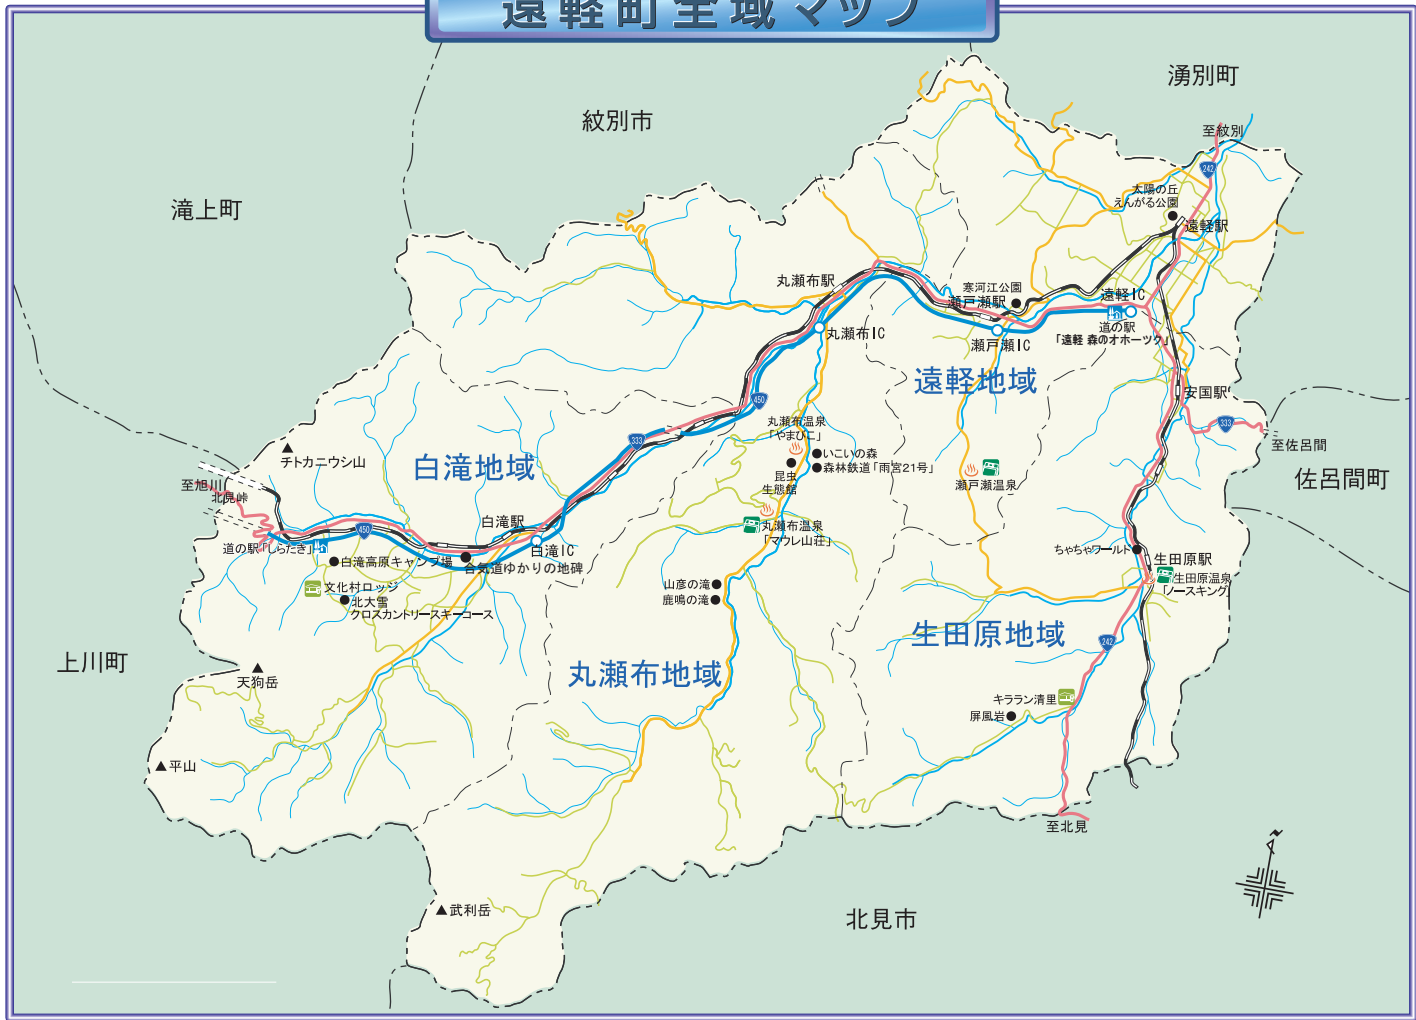 遠軽町全域マップ
湧別町
紋別市
滝上町
至紋別
242
太陽の丘
えんがる公園
遠軽駅
丸瀬布駅
寒河江公園
瀬戸瀬駅
遠軽IC
丸瀬布IC
瀬戸瀬IC
道の駅
「遠軽 森のオホーツク」
遠軽地域
安国駅
333
至佐呂間
佐呂間町
450
丸瀬布温泉
「やまびこ」
いこいの森
森林鉄道「雨宮21号」
昆虫
生態館
瀬戸瀬温泉
333
チトカニウシ山
白滝地域
至旭川
北見峠
白滝駅
450
白滝IC
道の駅「しらたき」
白滝高原キャンプ場
合気道ゆかりの地碑
丸瀬布温泉
「マウレ山荘」
ちゃちゃワールド
生田原駅
生田原温泉
「ノースキング」
文化村ロッジ
北大雪
クロスカントリースキーコース
山彦の滝
鹿鳴の滝
生田原地域
242
上川町
天狗岳
丸瀬布地域
キララン清里
屏風岩
平山
至北見
武利岳
北見市